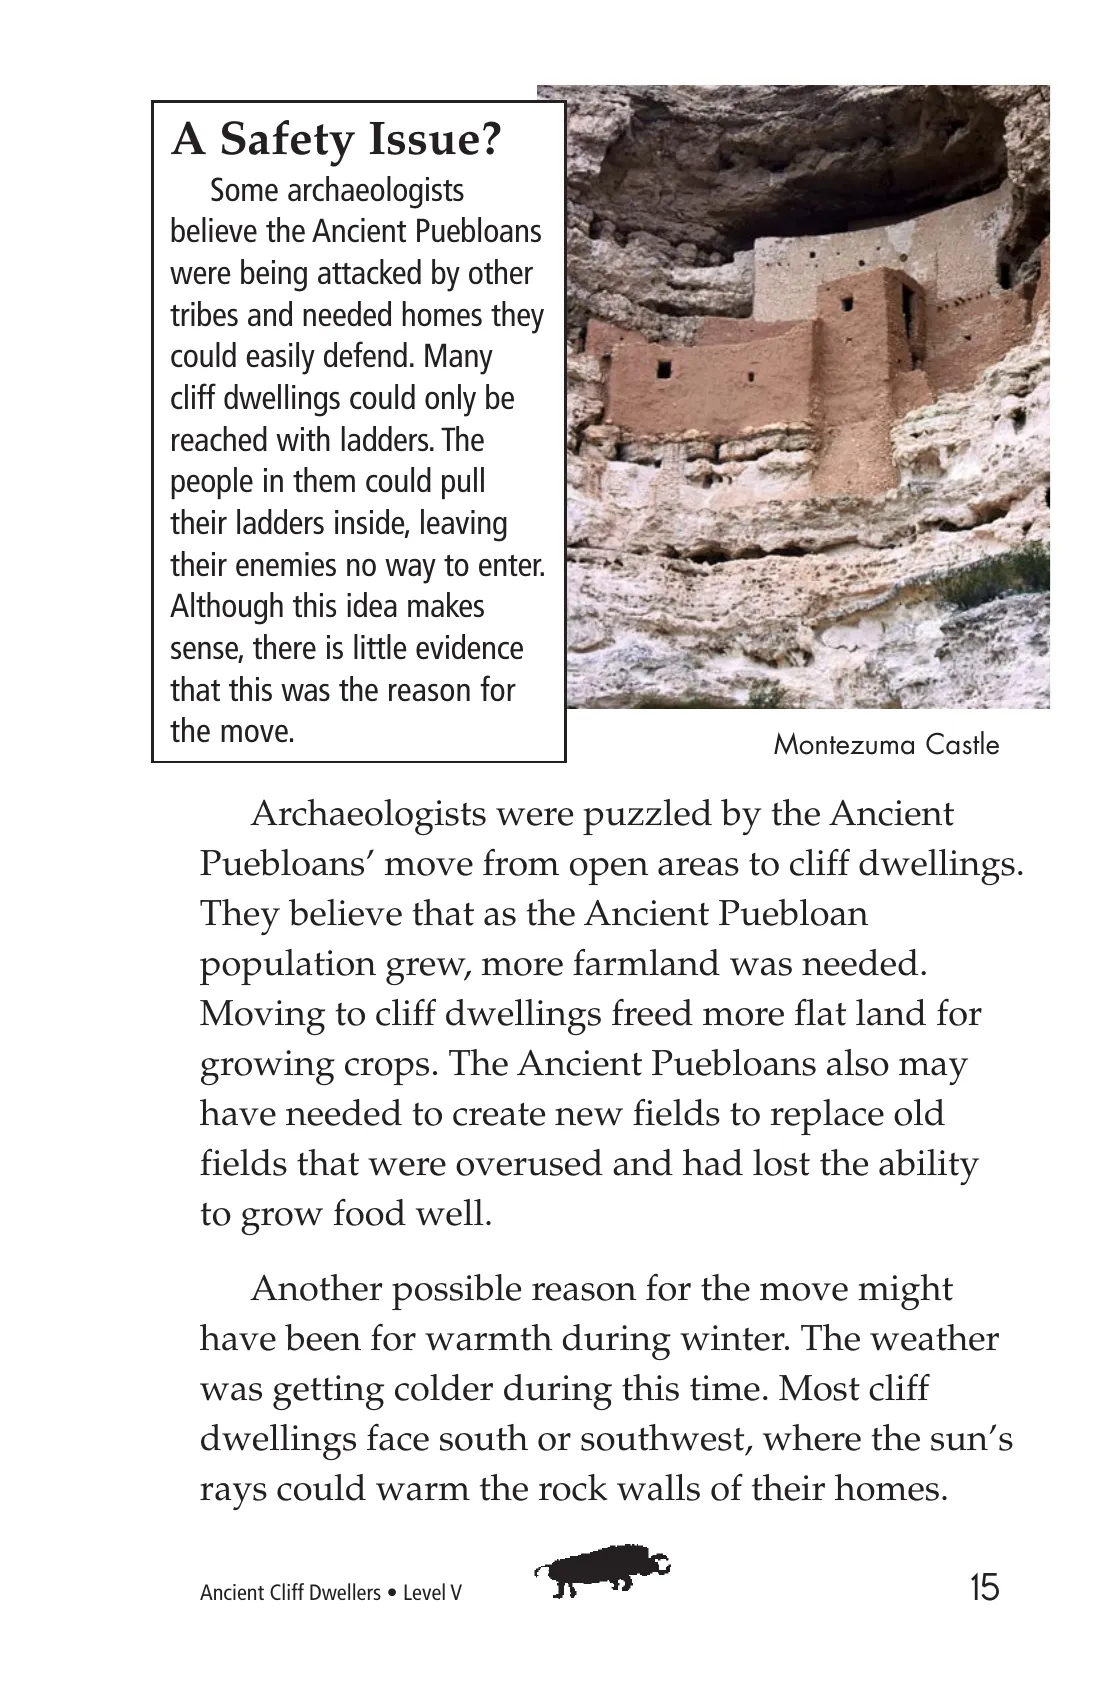 A Safety Issue?
Some archaeologists
believe the Ancient Puebloans
were being attacked by other
tribes and needed homes they
could easily defend. Many
cliff dwellings could only be
reached with ladders. The
people in them could pull
their ladders inside, leaving
their enemies no way to enter.
Although this idea makes
sense, there is little evidence
that this was the reason for
the move.
Montezuma Castle
Archaeologists were puzzled by the Ancient
Puebloans’ move from open areas to cliff dwellings.
They believe that as the Ancient Puebloan
population grew, more farmland was needed.
Moving to cliff dwellings freed more flat land for
growing crops. The Ancient Puebloans also may
have needed to create new fields to replace old
fields that were overused and had lost the ability
to grow food well.
Another possible reason for the move might
have been for warmth during winter. The weather
was getting colder during this time. Most cliff
dwellings face south or southwest, where the sun’s
rays could warm the rock walls of their homes.
Ancient Cliff Dwellers • Level V
15